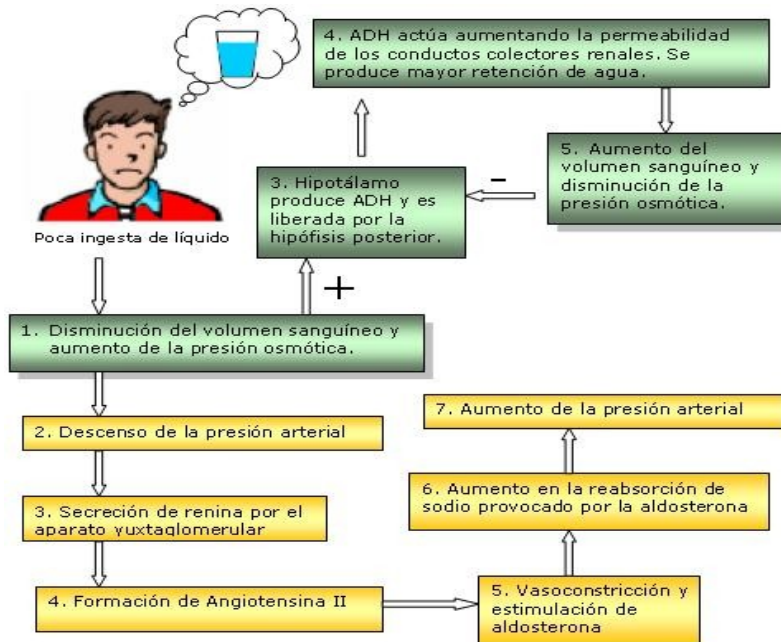 4. ADH actúa aumentando la permeabilidad
de los conductos colectores renales. Se
produce mayor retención de agua.
5. Aumento del
volumen sanguíneo y
disminución de la
presión osmótica.
-
3. Hipotálamo
produce ADH y es
liberada por la
hipófisis posterior.
Poca ingesta de líquido
+
1. Disminución del volumen sanguíneo y
aumento de la presión osmótica.
2. Descenso de la presión arterial
3. Secreción de renina por el
aparato yuxtaglomerular
4. Formación de Angiotensina II
5. Vasoconstricción y
estimulación de
aldosterona
6. Aumento en la reabsorción de
sodio provocado por la aldosterona
7. Aumento de la presión arterial